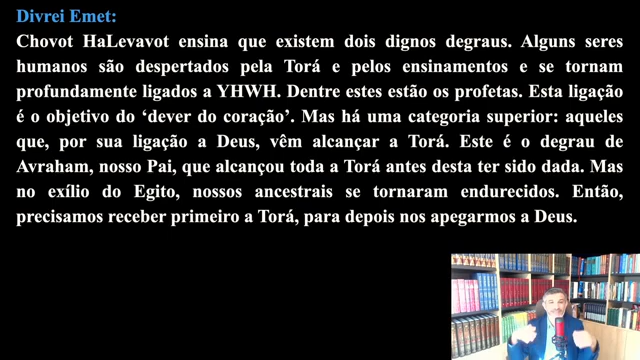 Divrei Emet:
Chovot HaLevavot ensina que existem dois dignos degraus. Alguns seres
humanos são despertados pela Torá e pelos ensinamentos e se tornam
profundamente ligados a YHWH. Dentre estes estão os profetas. Esta ligação
é o objetivo do ‘dever do coração’. Mas há uma categoria superior: aqueles
que, por sua ligação a Deus, vêm alcançar a Torá. Este é o degrau de
Avraham, nosso Pai, que alcançou toda a Torá antes desta ter sido dada. Mas
no exílio do Egito, nossos ancestrais se tornaram endurecidos. Então,
precisamos receber primeiro a Torá, para depois nos apegarmos a Deus.